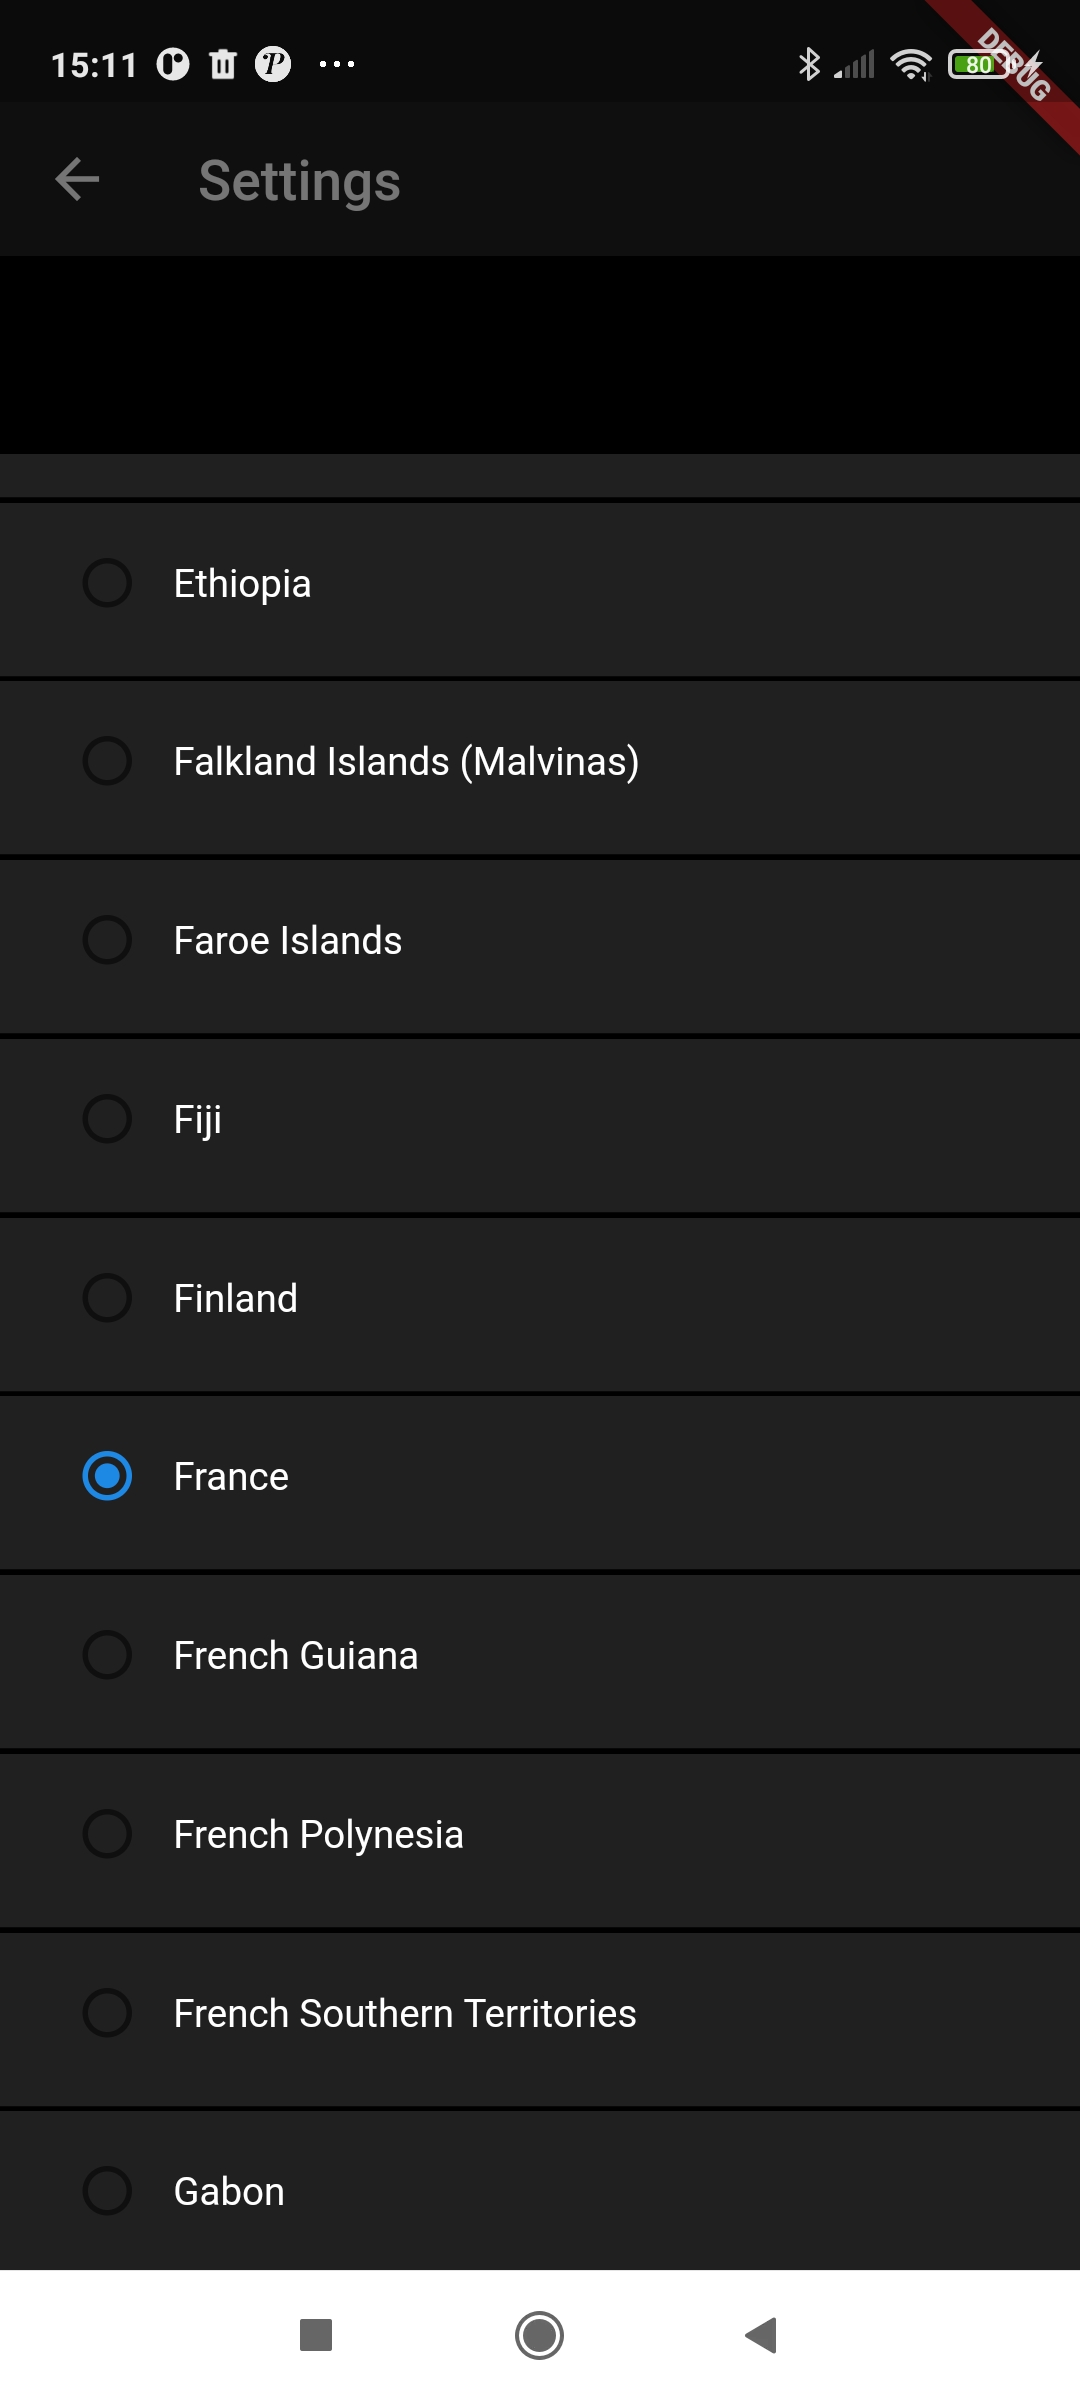 15:11
80
DEBUG
Settings
Ethiopia
Falkland Islands (Malvinas)
Faroe Islands
Fiji
Finland
France
French Guiana
French Polynesia
French Southern Territories
Gabon